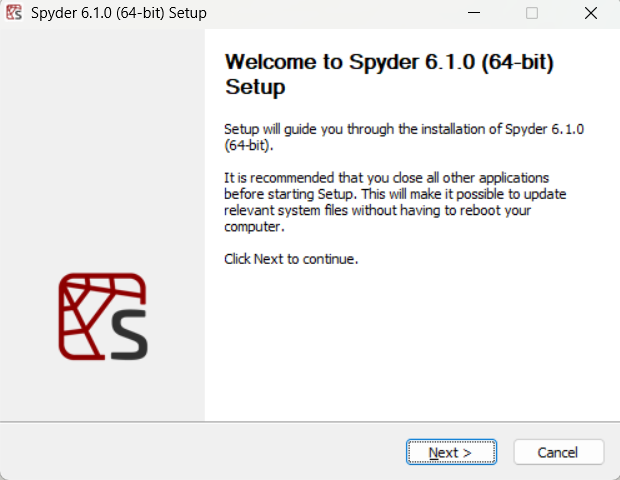 Spyder 6.1.0 (64-bit) Setup
Welcome to Spyder 6.1.0 (64-bit)
Setup
Setup will guide you through the installation of Spyder 6.1.0
(64-bit).
It is recommended that you close all other applications
before starting Setup. This will make it possible to update
relevant system files without having to reboot your
computer.
Click Next to continue.
S
Next >
Cancel